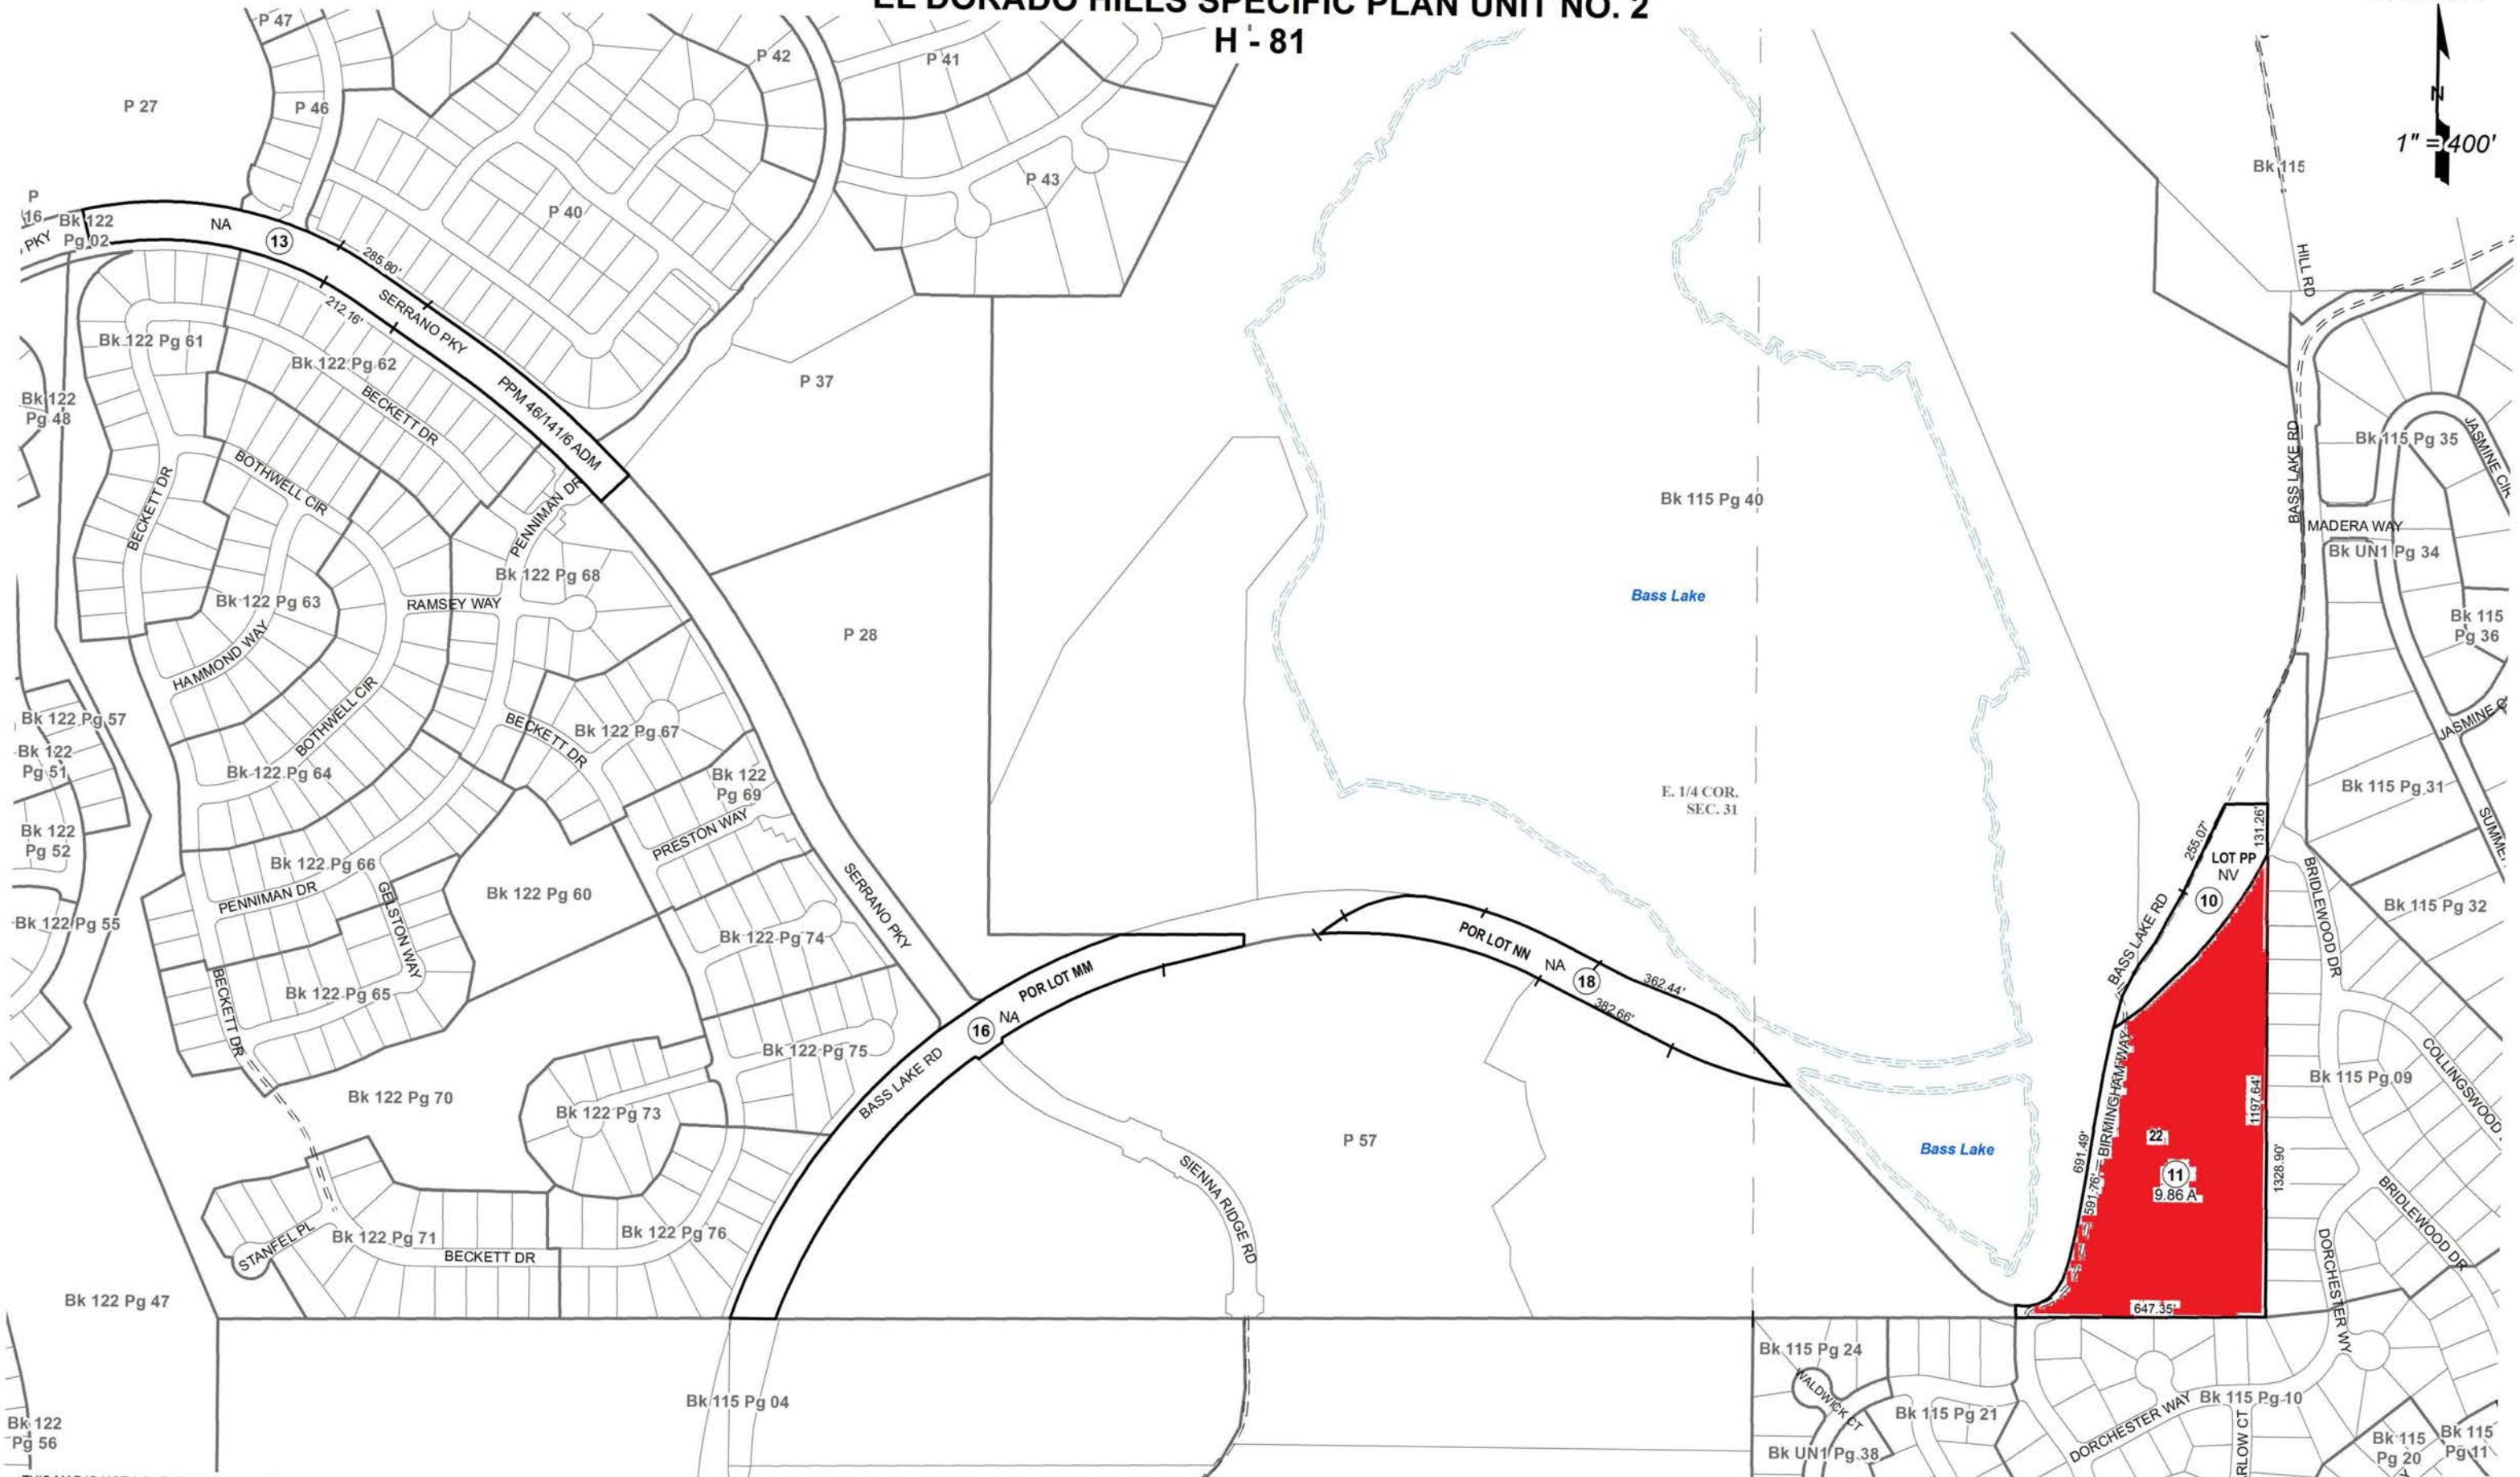 EL DORADO HILLS SPECIFIC PLAN UNIT NO. 2
H - 81
N
1" = 400'
P 47
P 42
P 41
P 27
P 46
P 43
P 40
Bk 115
P
16
PKY
Bk 122
Pg 02
NA
13
285.80'
212.16'
SERRANO PKY
PPM 46/141/6 ADM
HILL RD
Bk 122 Pg 61
Bk 122 Pg 62
BECKETT DR
P 37
Bk 122
Pg 48
BOTHWELL CIR
BECKETT DR
PENNIMAN DR
Bk 115 Pg 40
BASS LAKE RD
Bk 115 Pg 35
JASMINE CIR
MADERA WAY
Bk UN1 Pg 34
Bk 122 Pg 68
Bk 122 Pg 63
RAMSEY WAY
Bass Lake
P 28
Bk 115
Pg 36
HAMMOND WAY
BOTHWELL CIR
Bk 122 Pg 57
Bk 122
Pg 51
BECKETT DR
Bk 122 Pg 67
JASMINE C
Bk 122 Pg 64
Bk 122
Pg 69
E. 1/4 COR.
SEC. 31
Bk 115 Pg 31
SUMME
Bk 122
Pg 52
PRESTON WAY
255.07'
131.26'
LOT PP
NV
10
Bk 122 Pg 66
PENNIMAN DR
GELSTON WAY
Bk 122 Pg 60
SERRANO PKY
BASS LAKE RD
BRIDLEWOOD DR
Bk 115 Pg 32
Bk 122 Pg 55
Bk 122 Pg 74
POR LOT NN
NA
18
362.44'
382.66'
BECKETT DR
Bk 122 Pg 65
POR LOT MM
NA
16
Bk 122 Pg 75
BASS LAKE RD
BIRMINGHAM WAY
COLLINGSWOOD
Bk 115 Pg 09
Bk 122 Pg 70
Bk 122 Pg 73
P 57
Bass Lake
691.49'
591.76'
22
11
9.86 A
1197.64'
1328.90'
SIENNA RIDGE RD
BRIDLEWOOD DR
STANFEL PL
Bk 122 Pg 71
BECKETT DR
Bk 122 Pg 76
DORCHESTER WY
Bk 122 Pg 47
647.35'
Bk 115 Pg 24
WALDWICK CT
Bk 115 Pg 04
Bk 115 Pg 21
DORCHESTER WAY
Bk 115 Pg 10
RLOW CT
Bk 122
Pg 56
Bk UN1 Pg 38
Bk 115
Pg 20
Bk 115
Pg 11